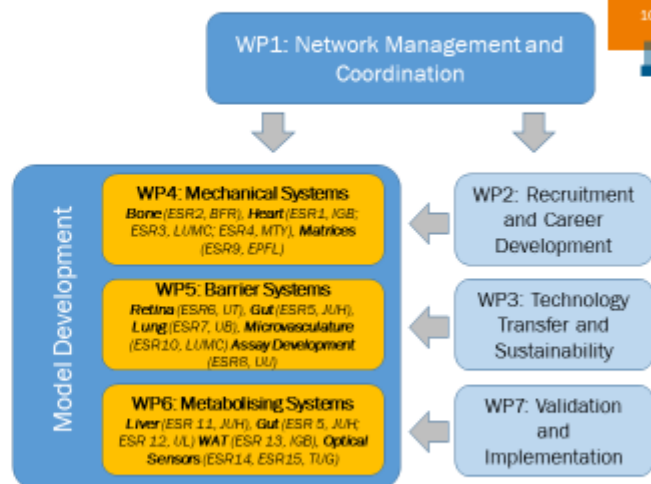 10
WP1: Network Management and
Coordination
Model Development
WP4: Mechanical Systems
Bone (ESR2, BFR), Heart (ESR1, IGB;
ESR3, LUMC; ESR4, MTY), Matrices
(ESR9, EPFL)
WP5: Barrier Systems
Retina (ESR6, UT), Gut (ESR5, JUH),
Lung (ESR7, UB), Microvasculature
(ESR10, LUMC) Assay Development
(ESR8, UU)
WP6: Metabolising Systems
Liver (ESR 11, JUH), Gut (ESR 5, JUH;
ESR 12, UL) WAT (ESR 13, IGB), Optical
Sensors (ESR14, ESR15, TUG)
WP2: Recruitment
and Career
Development
WP3: Technology
Transfer and
Sustainability
WP7: Validation
and
Implementation